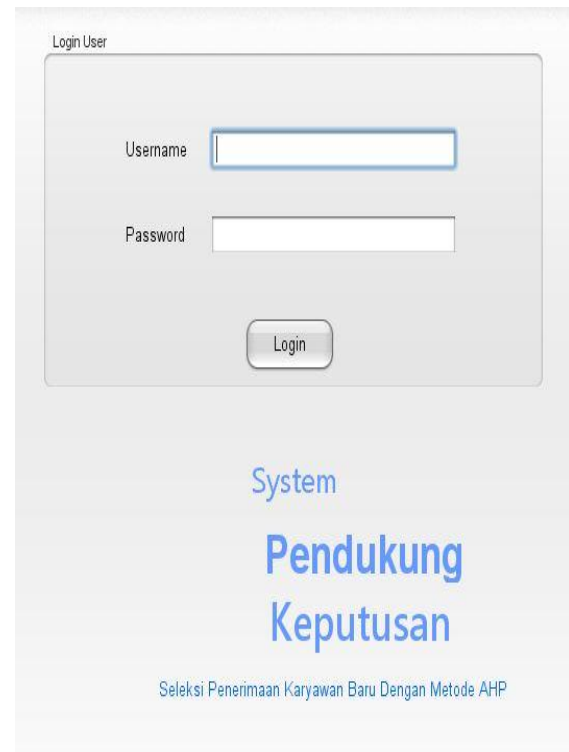 Login User
Username
Password
Login
System
Pendukung
Keputusan
Seleksi Penerimaan Karyawan Baru Dengan Metode AHP